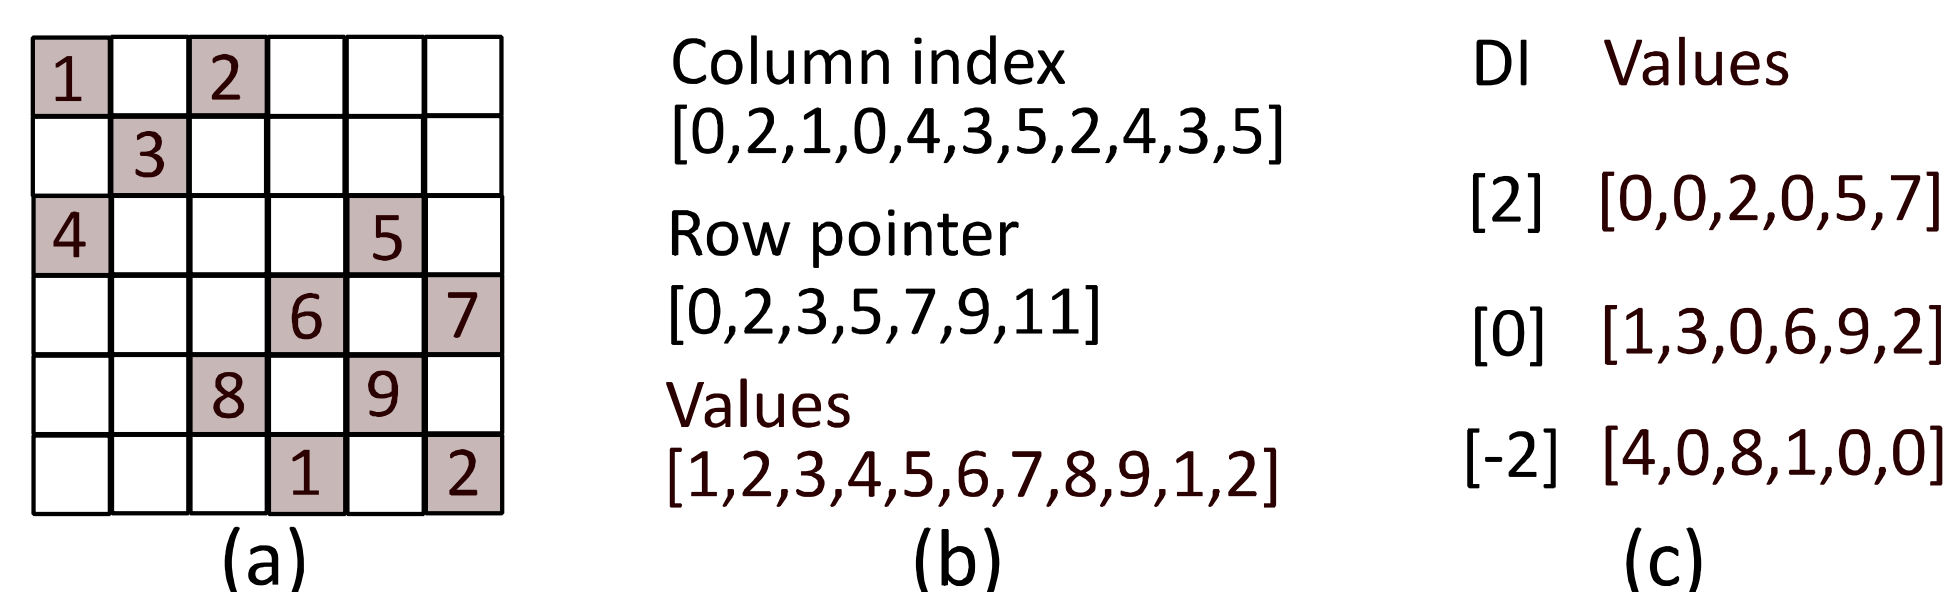 1 2
3
4 5
6 7
8 9
1 2
(a)
Column index
[0,2,1,0,4,3,5,2,4,3,5]
Row pointer
[0,2,3,5,7,9,11]
Values
[1,2,3,4,5,6,7,8,9,1,2]
(b)
DI Values
[2] [0,0,2,0,5,7]
[0] [1,3,0,6,9,2]
[-2] [4,0,8,1,0,0]
(c)